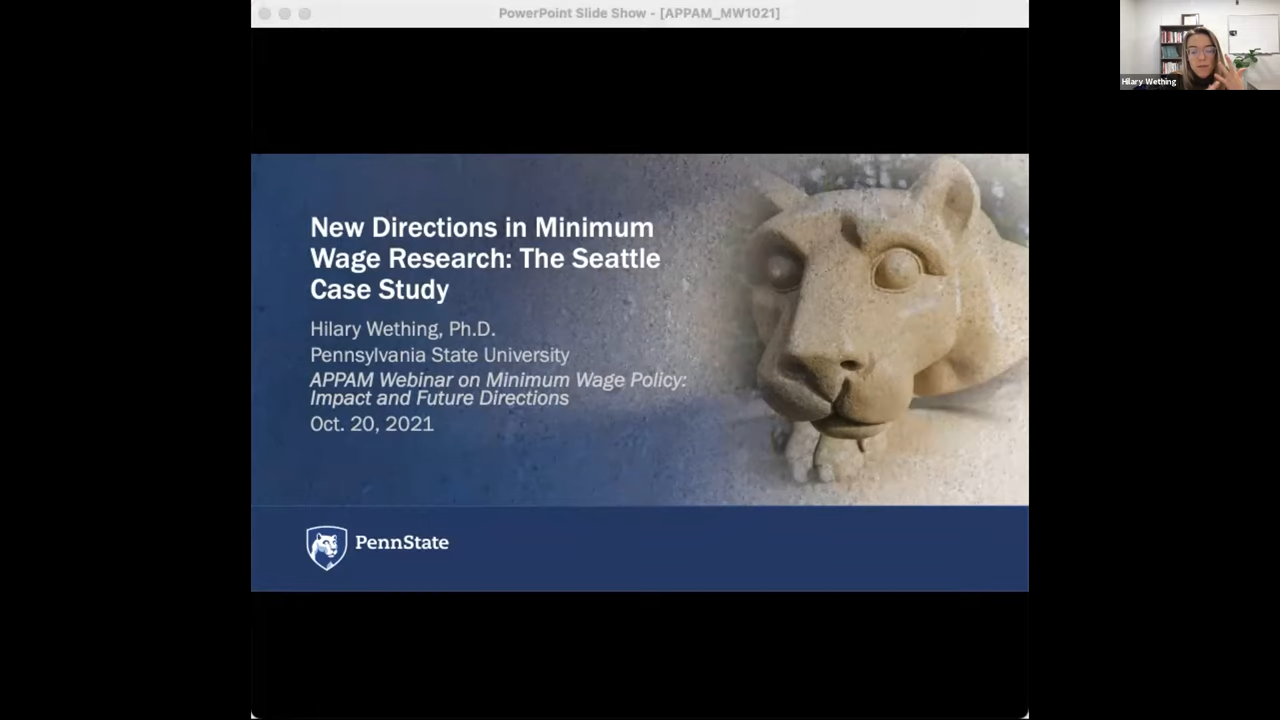 PowerPoint Slide Show - [APPAM_MW1021]
Hilary Wething
New Directions in Minimum
Wage Research: The Seattle
Case Study
Hilary Wething, Ph.D.
Pennsylvania State University
APPAM Webinar on Minimum Wage Policy:
Impact and Future Directions
Oct. 20, 2021
PennState